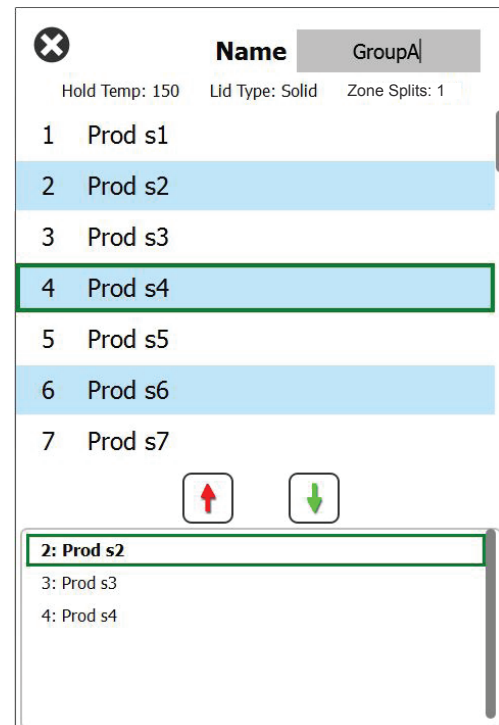 Name GroupA
Hold Temp: 150 Lid Type: Solid Zone Splits: 1
1 Prod s1
2 Prod s2
3 Prod s3
4 Prod s4
5 Prod s5
6 Prod s6
7 Prod s7
2: Prod s2
3: Prod s3
4: Prod s4